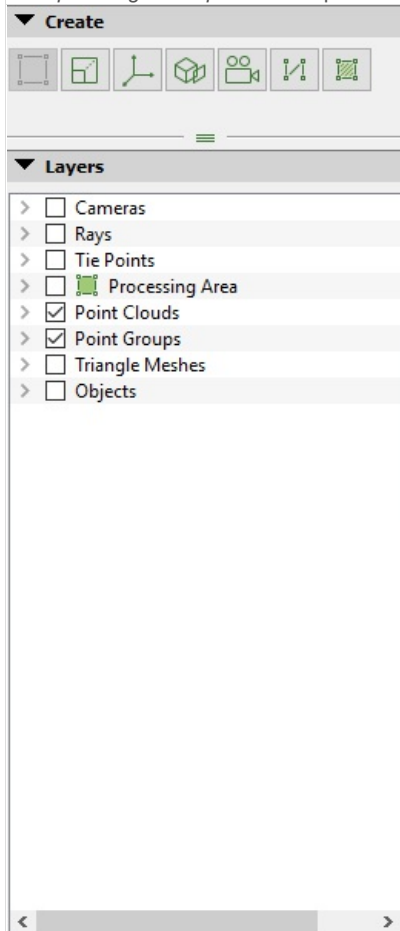 Create
Layers
Cameras
Rays
Tie Points
Processing Area
Point Clouds
Point Groups
Triangle Meshes
Objects